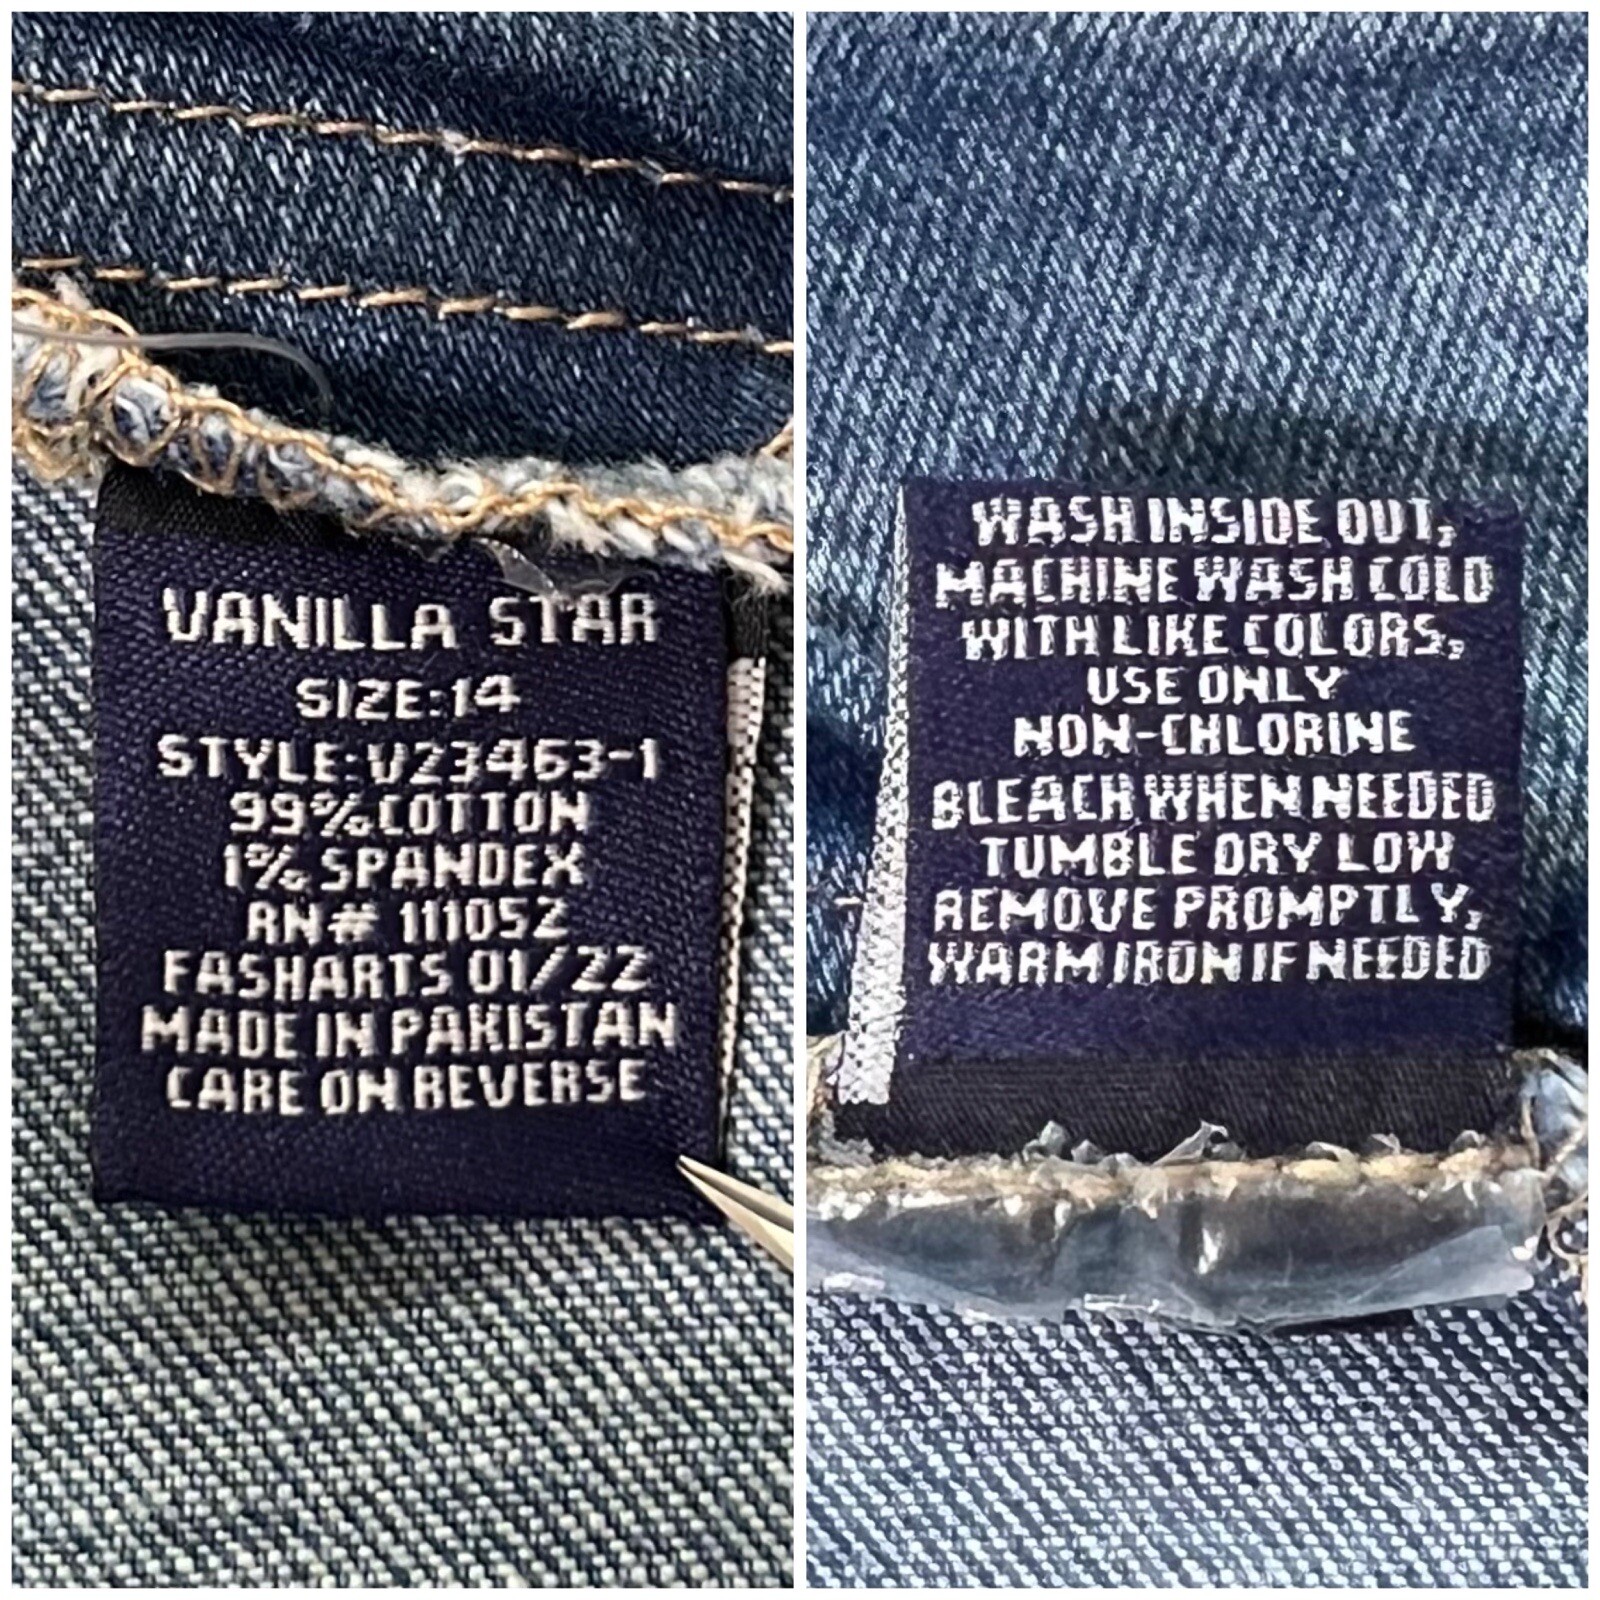 VANILLA STAR
SIZE:14
STYLE:V23463-1
99%COTTON
1%SPANDEX
RN# 111052
FASHARTS 01/22
MADE IN PAKISTAN
CARE ON REVERSE
WASH INSIDE OUT,
MACHINE WASH COLD
WITH LIKE COLORS,
USE ONLY
NON-CHLORINE
BLEACH WHEN NEEDED
TUMBLE DRY LOW
REMOVE PROMPTLY,
WARM IRON IF NEEDED